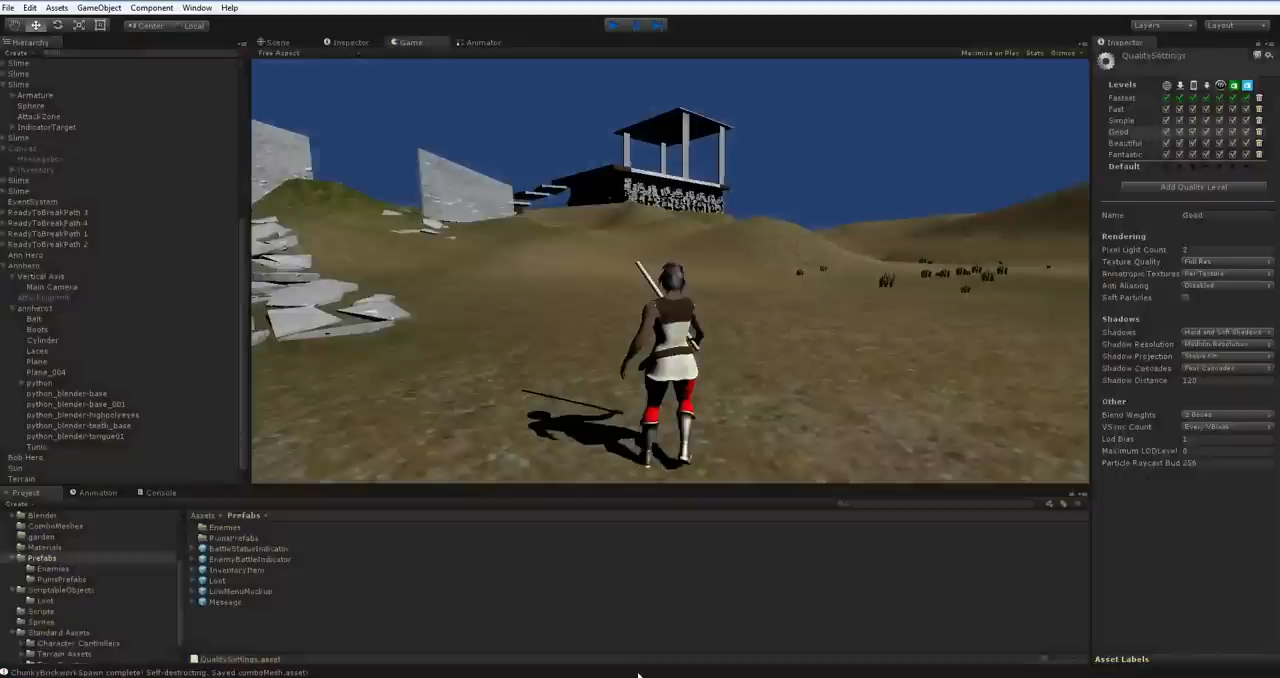 File Edit Assets GameObject Component Window Help
Center Local
Layers Layout
Hierarchy
Create
Slime
Slime
Slime
Armature
Sphere
AttackZone
IndicatorTarget
Slime
Canvas
Inventory
Slime
Slime
EventSystem
ReadyToBreakPath 3
ReadyToBreakPath 4
ReadyToBreakPath 1
ReadyToBreakPath 2
Ann Hero
Annhero
Vertical Axis
Main Camera
annhero1
Belt
Boots
Cylinder
Laces
Plane
Plane_004
python
python_blender-base
python_blender-base_001
python_blender-highpolyeyes
python_blender-teeth_base
python_blender-tongue01
Tunic
Bob Hero
Sun
Terrain
Scene Inspector Game Animator
Free Aspect
Maximize on Play Stats Gizmos
Inspector
QualitySettings
Levels
Fastest
Fast
Simple
Good
Beautiful
Fantastic
Default
Add Quality Level
Name Good
Rendering
Pixel Light Count 2
Texture Quality Full Res
Anisotropic Textures Per Texture
Anti Aliasing Disabled
Soft Particles
Shadows
Shadows Hard and Soft Shadows
Shadow Resolution Medium Resolution
Shadow Projection Stable Fit
Shadow Cascades Four Cascades
Shadow Distance 120
Other
Blend Weights 2 Bones
VSync Count Every VBlank
Lod Bias 1
Maximum LODLevel 0
Particle Raycast Bud 256
Asset Labels
Project Animation Console
Create
Blender
ComboMeshes
garden
Materials
Prefabs
Enemies
RuinsPrefabs
ScriptableObjects
Loot
Scripts
Sprites
Standard Assets
Character Controllers
Terrain Assets
Assets Prefabs
Enemies
RuinsPrefabs
BattleStatusIndicator
EnemyBattleIndicator
InventoryItem
Loot
LowMenuMockup
Message
QualitySettings.asset
ChunkyBrickworkSpawn complete! Self-destructing. Saved comboMesh.asset!